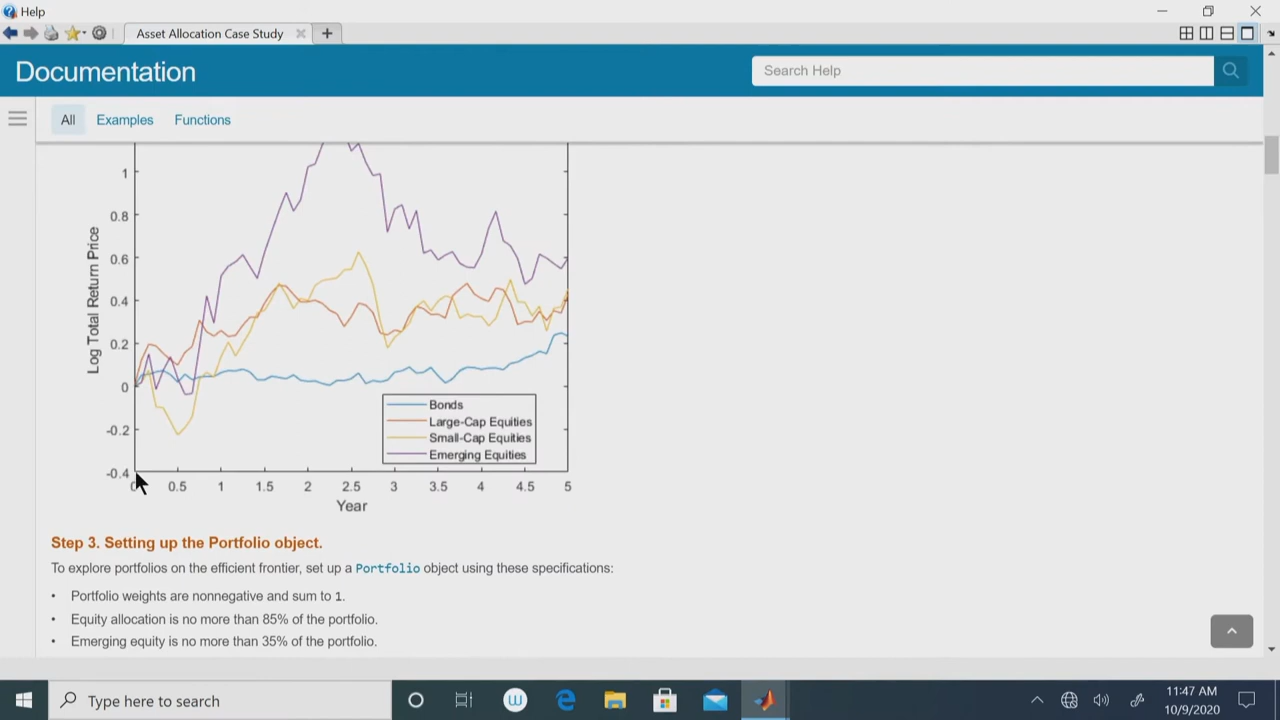 Help
Asset Allocation Case Study
Documentation
Search Help
All
Examples
Functions
1
0.8
0.6
0.4
0.2
0
-0.2
-0.4
Log Total Return Price
Bonds
Large-Cap Equities
Small-Cap Equities
Emerging Equities
0.5 1 1.5 2 2.5 3 3.5 4 4.5 5
Year
Step 3. Setting up the Portfolio object.
To explore portfolios on the efficient frontier, set up a Portfolio object using these specifications:
• Portfolio weights are nonnegative and sum to 1.
• Equity allocation is no more than 85% of the portfolio.
• Emerging equity is no more than 35% of the portfolio.
Type here to search
11:47 AM
10/9/2020